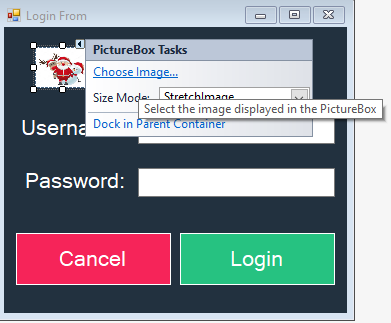 Login From
PictureBox Tasks
Choose Image...
Size Mode: StretchImage
Select the image displayed in the PictureBox
Userna
Dock in Parent Container
Password:
Cancel Login